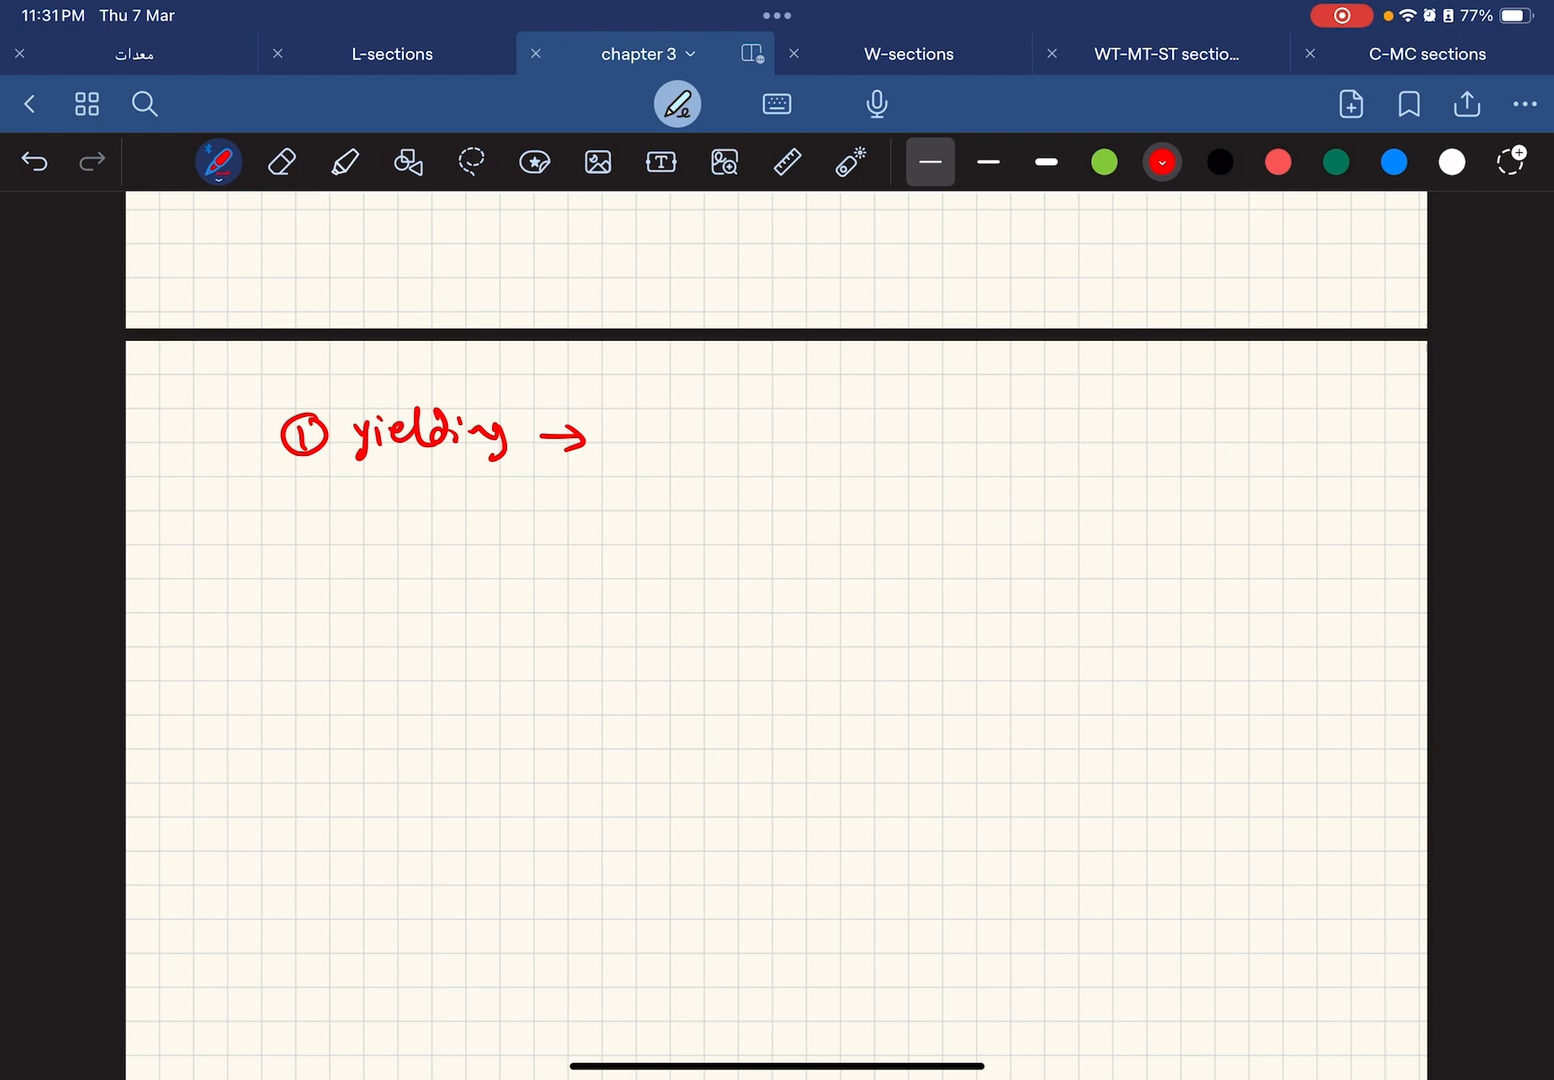 11:31 PM Thu 7 Mar
77%
معدات
L-sections
chapter 3
W-sections
WT-MT-ST sectio...
C-MC sections
① yielding →